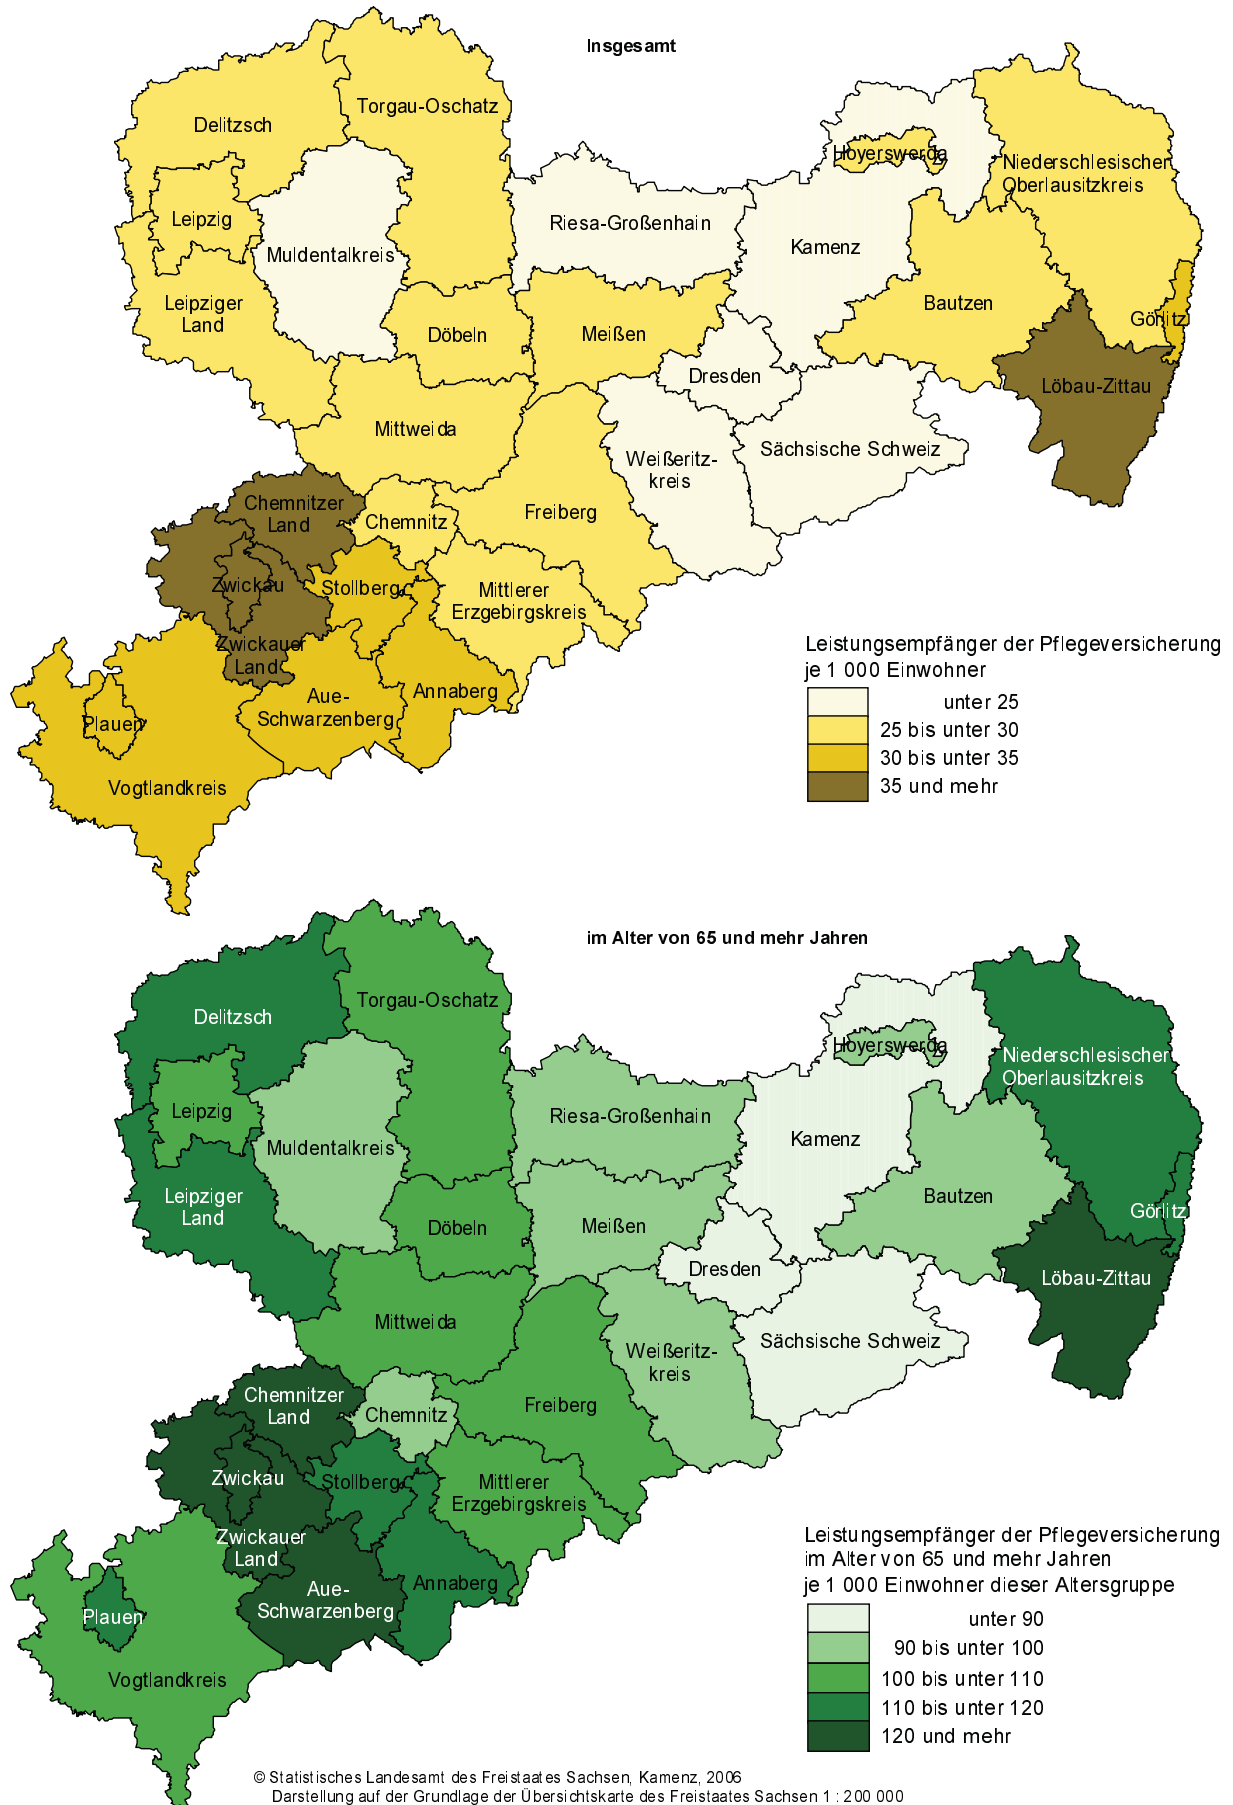 Insgesamt
Torgau-Oschatz
Delitzsch
Hoyerswerda
Niederschlesischer
Oberlausitzkreis
Leipzig
Riesa-Großenhain
Kamenz
Muldentalkreis
Leipziger
Land
Bautzen
Görlitz
Döbeln
Meißen
Dresden
Löbau-Zittau
Mittweida
Sächsische Schweiz
Weißeritz-
kreis
Chemnitzer
Land
Chemnitz
Freiberg
Zwickau
Stollberg
Mittlerer
Erzgebirgskreis
Zwickauer
Land
Leistungsempfänger der Pflegeversicherung
je 1 000 Einwohner
Aue-
Schwarzenberg
Annaberg
Plauen
Vogtlandkreis
unter 25
25 bis unter 30
30 bis unter 35
35 und mehr
im Alter von 65 und mehr Jahren
Torgau-Oschatz
Delitzsch
Hoyerswerda
Niederschlesischer
Oberlausitzkreis
Leipzig
Riesa-Großenhain
Kamenz
Muldentalkreis
Leipziger
Land
Bautzen
Görlitz
Döbeln
Meißen
Dresden
Löbau-Zittau
Mittweida
Sächsische Schweiz
Weißeritz-
kreis
Chemnitzer
Land
Chemnitz
Freiberg
Zwickau
Stollberg
Mittlerer
Erzgebirgskreis
Zwickauer
Land
Leistungsempfänger der Pflegeversicherung
im Alter von 65 und mehr Jahren
je 1 000 Einwohner dieser Altersgruppe
Aue-
Schwarzenberg
Annaberg
Plauen
Vogtlandkreis
unter 90
90 bis unter 100
100 bis unter 110
110 bis unter 120
120 und mehr
© Statistisches Landesamt des Freistaates Sachsen, Kamenz, 2006
Darstellung auf der Grundlage der Übersichtskarte des Freistaates Sachsen 1 : 200 000